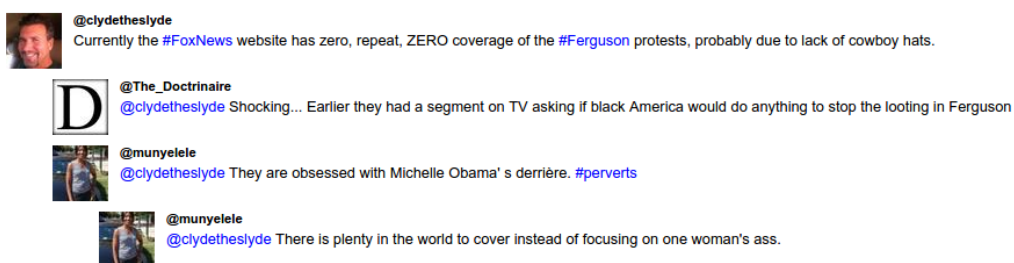 @clydetheslyde
Currently the #FoxNews website has zero, repeat, ZERO coverage of the #Ferguson protests, probably due to lack of cowboy hats.
D
@The_Doctrinaire
@clydetheslyde Shocking... Earlier they had a segment on TV asking if black America would do anything to stop the looting in Ferguson
@munyelele
@clydetheslyde They are obsessed with Michelle Obama' s derrière. #perverts
@munyelele
@clydetheslyde There is plenty in the world to cover instead of focusing on one woman's ass.